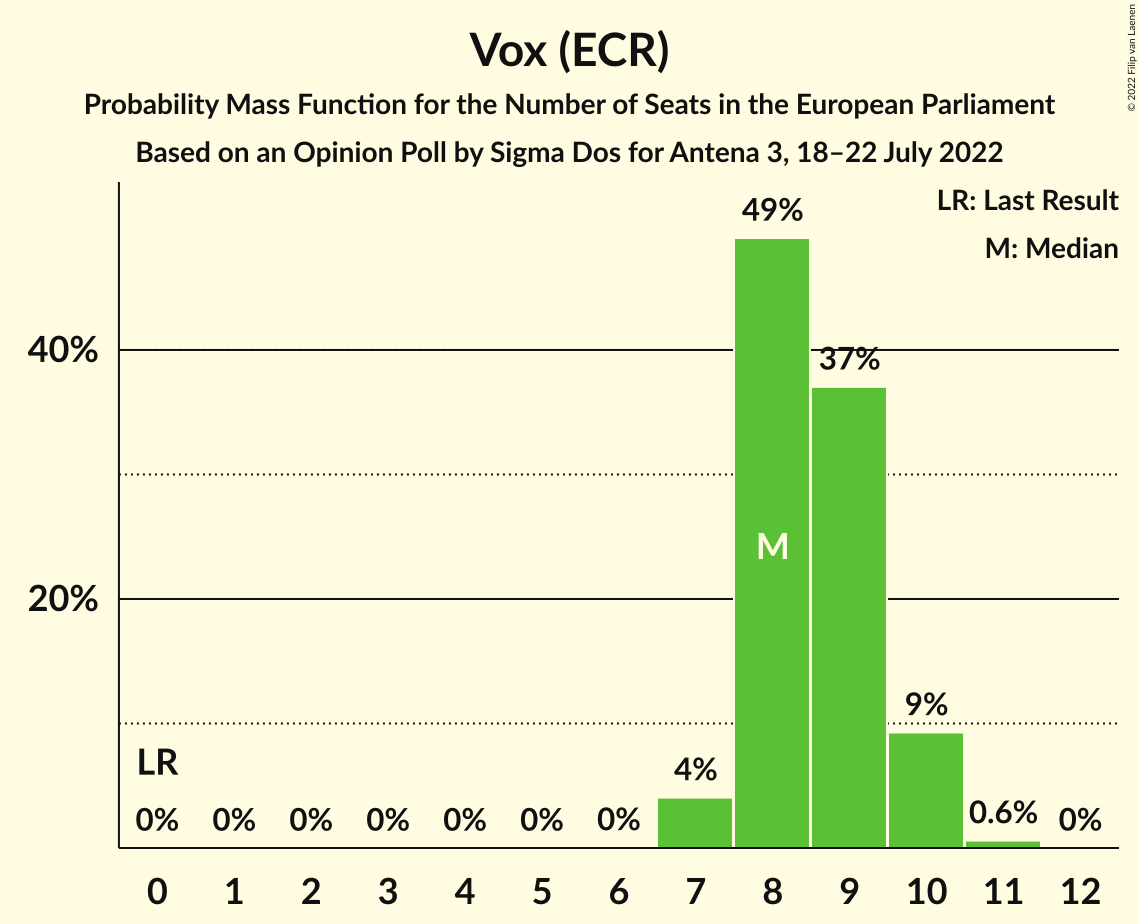 Vox (ECR)
Probability Mass Function for the Number of Seats in the European Parliament
Based on an Opinion Poll by Sigma Dos for Antena 3, 18–22 July 2022
© 2022 Filip van Laenen
LR: Last Result
M: Median
49%
40%
37%
M
20%
9%
LR
4%
0% 0% 0% 0% 0% 0% 0% 0.6% 0%
0 1 2 3 4 5 6 7 8 9 10 11 12